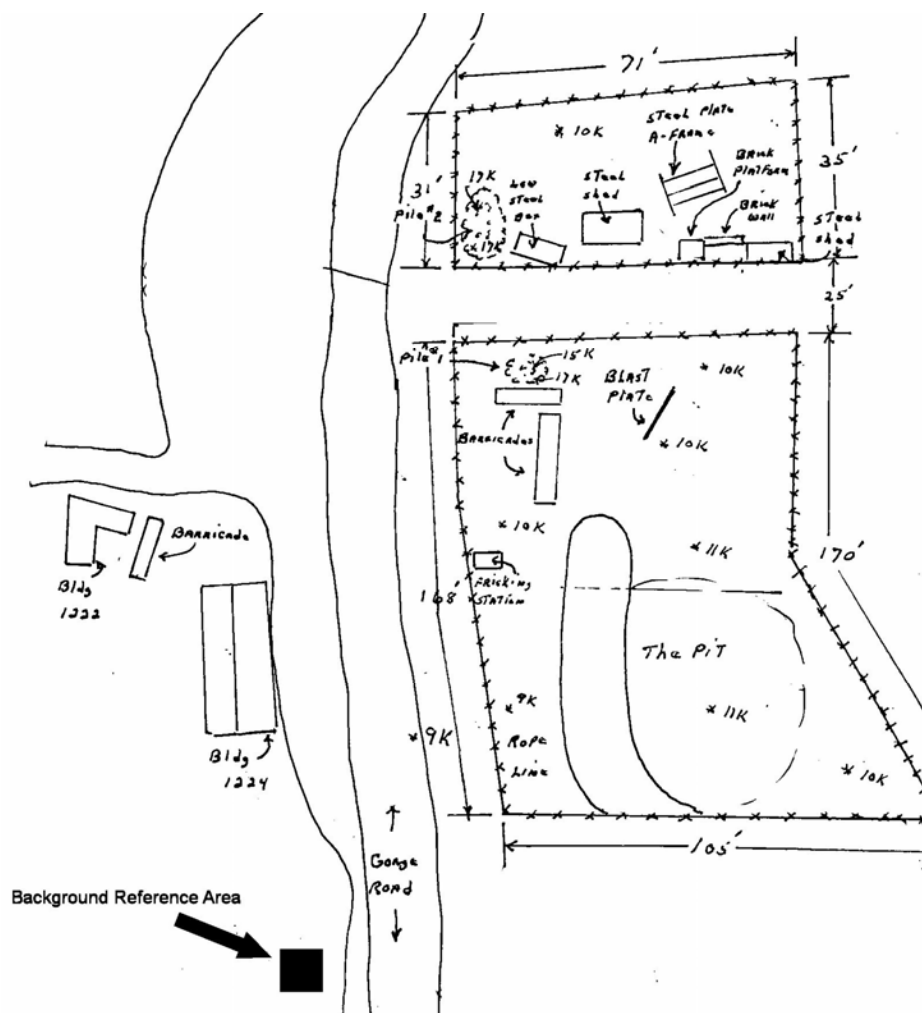 71'
35'
31'
25'
10K
STeel PLATe
A-FRAMe
BRick
PLATForm
BRick
WALL
STeel
Shed
STeel
Shed
Low
STeel
Box
17K
Pile #2
17K
Pile #1
15K
17K
10K
BLAST
PLATe
BARRicades
10K
10K
11K
FRicking
STATion
168'
170'
The PiT
9K
9K
11K
10K
Rope
Line
105'
BARRicade
Bldg
1222
Bldg
1224
Gorge
ROAD
Background Reference Area